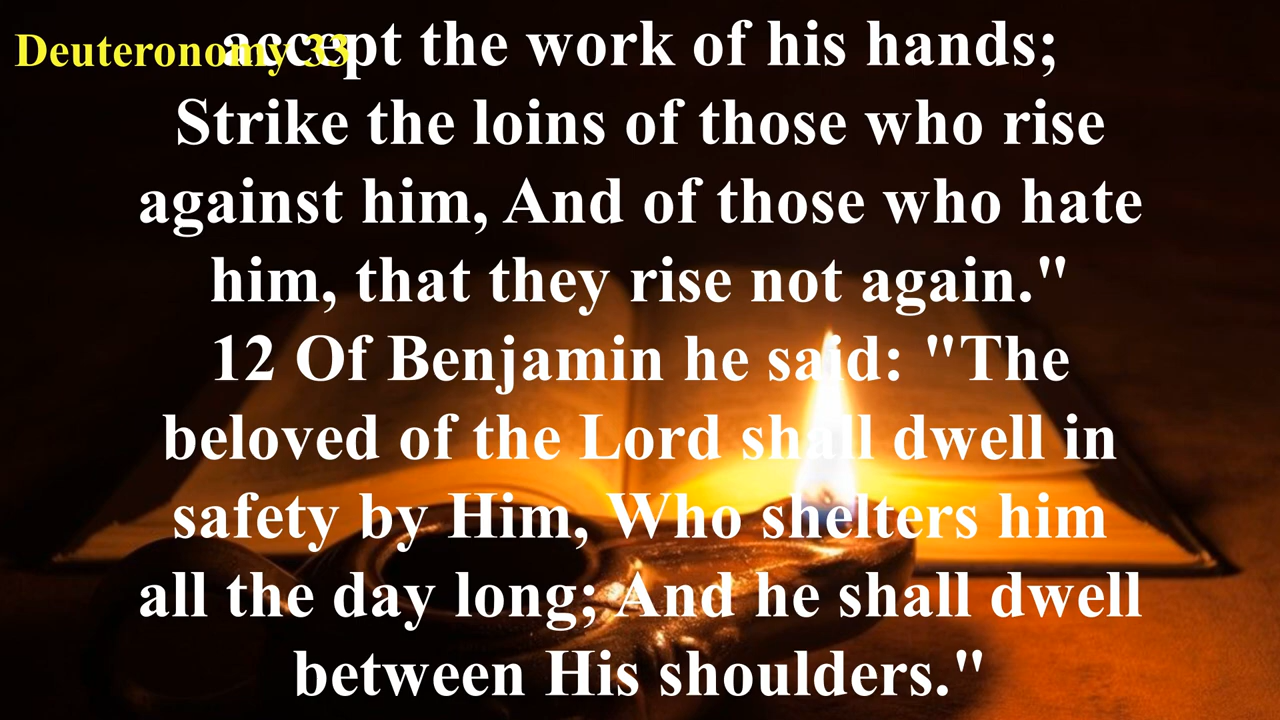 Deuteronomy 33
accept the work of his hands;
Strike the loins of those who rise
against him, And of those who hate
him, that they rise not again."
12 Of Benjamin he said: "The
beloved of the Lord shall dwell in
safety by Him, Who shelters him
all the day long; And he shall dwell
between His shoulders."